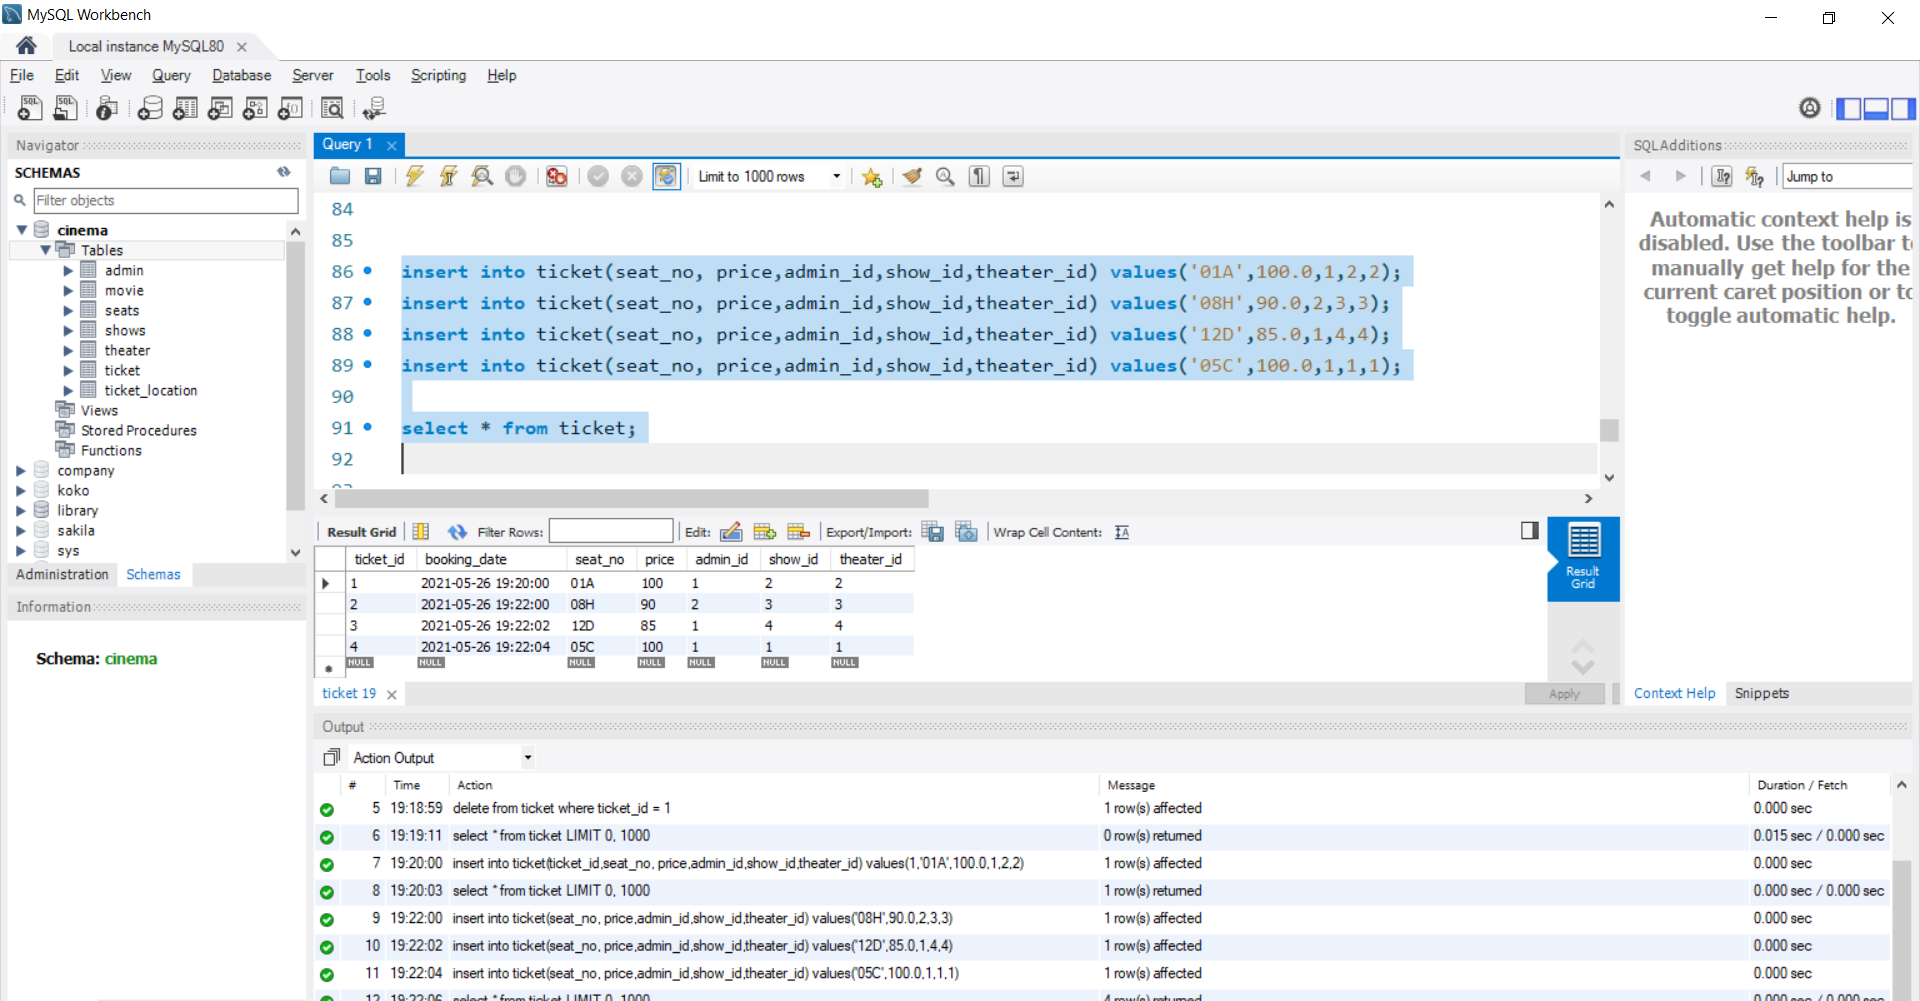 MySQL Workbench
Local instance MySQL80
File Edit View Query Database Server Tools Scripting Help
Navigator
SCHEMAS
Filter objects
cinema
Tables
admin
movie
seats
shows
theater
ticket
ticket_location
Views
Stored Procedures
Functions
company
koko
library
sakila
sys
Administration Schemas
Information
Schema: cinema
Query 1
Limit to 1000 rows
84
85
86 insert into ticket(seat_no, price,admin_id,show_id,theater_id) values('01A',100.0,1,2,2);
87 insert into ticket(seat_no, price,admin_id,show_id,theater_id) values('08H',90.0,2,3,3);
88 insert into ticket(seat_no, price,admin_id,show_id,theater_id) values('12D',85.0,1,4,4);
89 insert into ticket(seat_no, price,admin_id,show_id,theater_id) values('05C',100.0,1,1,1);
90
91 select * from ticket;
92
Result Grid Filter Rows: Edit: Export/Import: Wrap Cell Content:
ticket_id booking_date seat_no price admin_id show_id theater_id
1 2021-05-26 19:20:00 01A 100 1 2 2
2 2021-05-26 19:22:00 08H 90 2 3 3
3 2021-05-26 19:22:02 12D 85 1 4 4
4 2021-05-26 19:22:04 05C 100 1 1 1
NULL NULL NULL NULL NULL NULL NULL
Result
Grid
ticket 19
Apply
SQLAdditions
Jump to
Automatic context help is
disabled. Use the toolbar to
manually get help for the
current caret position or to
toggle automatic help.
Context Help Snippets
Output
Action Output
# Time Action Message Duration / Fetch
5 19:18:59 delete from ticket where ticket_id = 1 1 row(s) affected 0.000 sec
6 19:19:11 select * from ticket LIMIT 0, 1000 0 row(s) returned 0.015 sec / 0.000 sec
7 19:20:00 insert into ticket(ticket_id,seat_no, price,admin_id,show_id,theater_id) values(1,'01A',100.0,1,2,2) 1 row(s) affected 0.000 sec
8 19:20:03 select * from ticket LIMIT 0, 1000 1 row(s) returned 0.000 sec / 0.000 sec
9 19:22:00 insert into ticket(seat_no, price,admin_id,show_id,theater_id) values('08H',90.0,2,3,3) 1 row(s) affected 0.000 sec
10 19:22:02 insert into ticket(seat_no, price,admin_id,show_id,theater_id) values('12D',85.0,1,4,4) 1 row(s) affected 0.000 sec
11 19:22:04 insert into ticket(seat_no, price,admin_id,show_id,theater_id) values('05C',100.0,1,1,1) 1 row(s) affected 0.000 sec
12 19:22:06 select * from ticket LIMIT 0, 1000 4 row(s) returned 0.000 sec / 0.000 sec